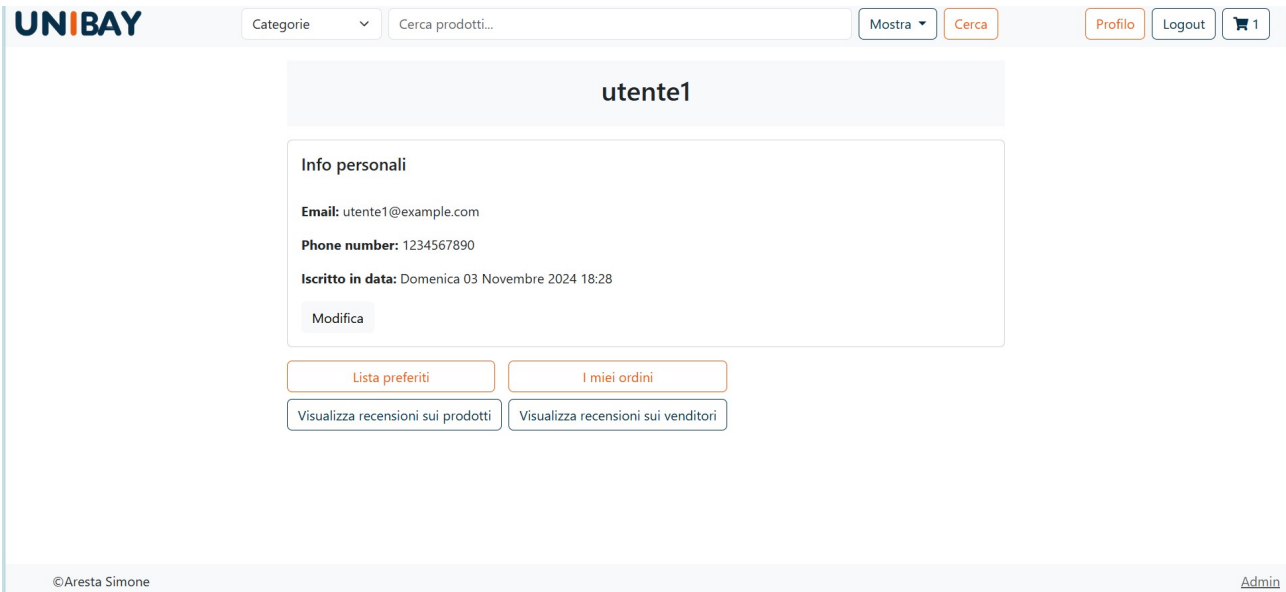 UNIBAY Categorie Cerca prodotti... Mostra Cerca Profilo Logout 1
utente1
Info personali
Email: utente1@example.com
Phone number: 1234567890
Iscritto in data: Domenica 03 Novembre 2024 18:28
Modifica
Lista preferiti I miei ordini
Visualizza recensioni sui prodotti Visualizza recensioni sui venditori
©Aresta Simone Admin